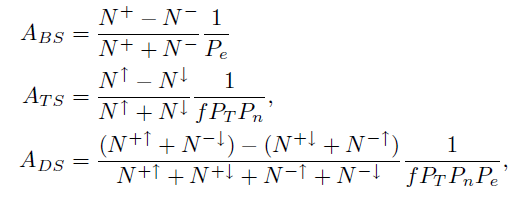 A_{BS} = \frac{N^{+} - N^{-}}{N^{+} + N^{-}} \frac{1}{P_e}
A_{TS} = \frac{N^{\uparrow} - N^{\downarrow}}{N^{\uparrow} + N^{\downarrow}} \frac{1}{f P_T P_n},
A_{DS} = \frac{(N^{+\uparrow} + N^{-\downarrow}) - (N^{+\downarrow} + N^{-\uparrow})}{N^{+\uparrow} + N^{+\downarrow} + N^{-\uparrow} + N^{-\downarrow}} \frac{1}{f P_T P_n P_e},